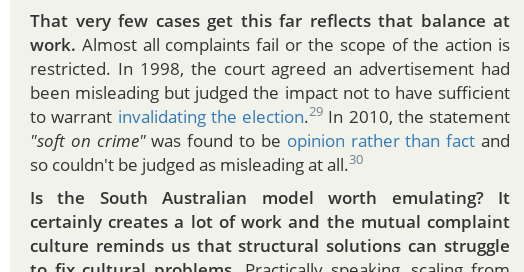 That very few cases get this far reflects that balance at
work. Almost all complaints fail or the scope of the action is
restricted. In 1998, the court agreed an advertisement had
been misleading but judged the impact not to have sufficient
to warrant invalidating the election.29 In 2010, the statement
"soft on crime" was found to be opinion rather than fact and
so couldn't be judged as misleading at all.30
Is the South Australian model worth emulating? It
certainly creates a lot of work and the mutual complaint
culture reminds us that structural solutions can struggle
to fix cultural problems. Practically speaking, scaling from